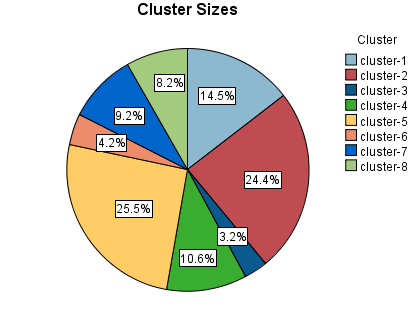 Cluster Sizes
Cluster
cluster-1
cluster-2
cluster-3
cluster-4
cluster-5
cluster-6
cluster-7
cluster-8
8.2%
14.5%
9.2%
4.2%
24.4%
25.5%
3.2%
10.6%